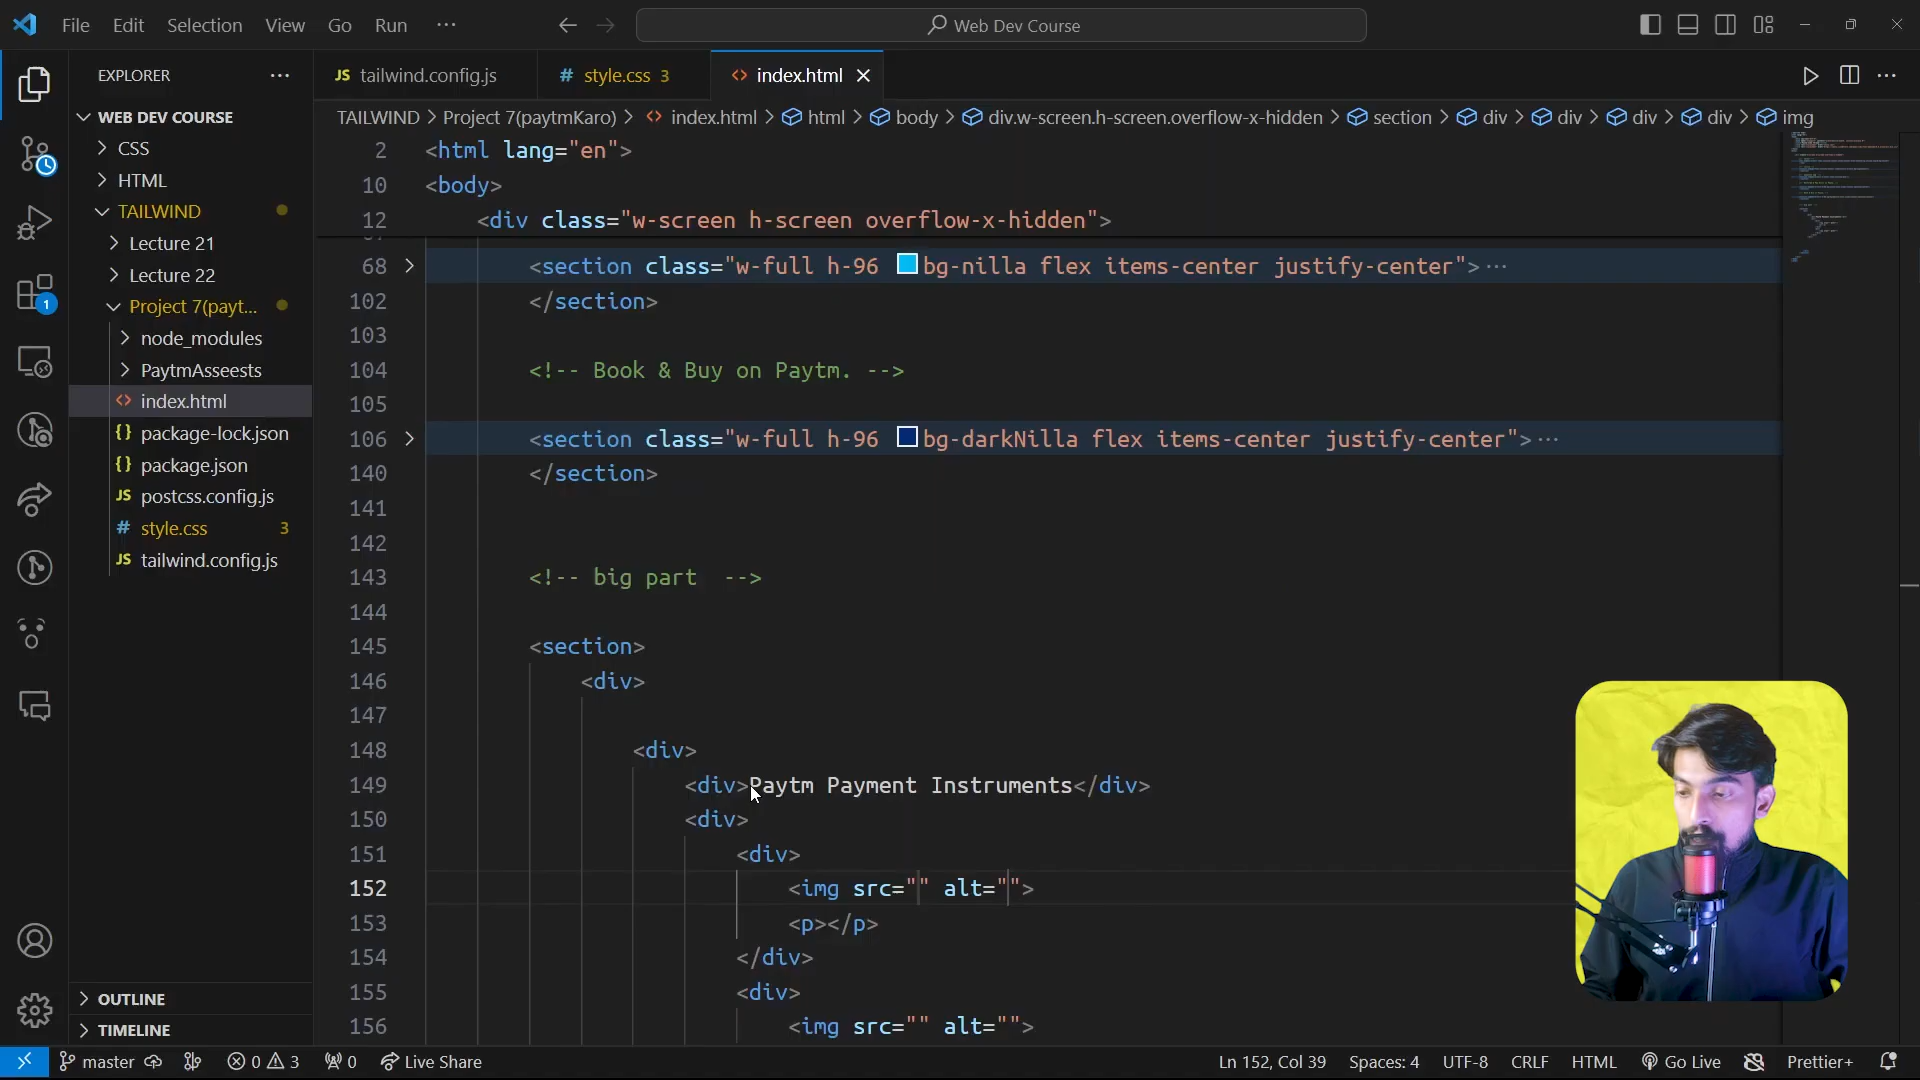 File Edit Selection View Go Run ··· Web Dev Course
EXPLORER ···
WEB DEV COURSE
CSS
HTML
TAILWIND
Lecture 21
Lecture 22
Project 7(payt...
node_modules
PaytmAsseests
index.html
package-lock.json
package.json
postcss.config.js
style.css 3
tailwind.config.js
OUTLINE
TIMELINE
1
tailwind.config.js style.css 3 index.html
TAILWIND > Project 7(paytmKaro) > index.html > html > body > div.w-screen.h-screen.overflow-x-hidden > section > div > div > div > div > img
2 <html lang="en">
10 <body>
12 <div class="w-screen h-screen overflow-x-hidden">
68 <section class="w-full h-96 bg-nilla flex items-center justify-center">···
102 </section>
103
104 <!-- Book & Buy on Paytm. -->
105
106 <section class="w-full h-96 bg-darkNilla flex items-center justify-center">···
140 </section>
141
142
143 <!-- big part  -->
144
145 <section>
146 <div>
147
148 <div>
149 <div>Paytm Payment Instruments</div>
150 <div>
151 <div>
152 <img src="" alt="">
153 <p></p>
154 </div>
155 <div>
156 <img src="" alt="">
master 0 3 0 Live Share Ln 152, Col 39 Spaces: 4 UTF-8 CRLF HTML Go Live Prettier+